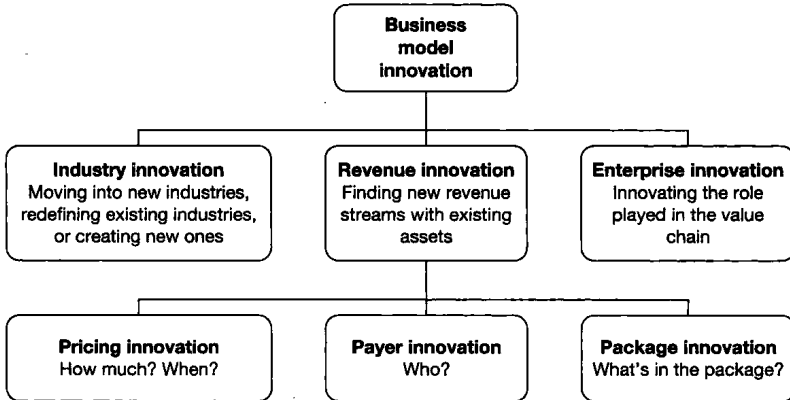 Business
model
innovation
Industry innovation
Moving into new industries,
redefining existing industries,
or creating new ones
Revenue innovation
Finding new revenue
streams with existing
assets
Enterprise innovation
Innovating the role
played in the value
chain
Pricing innovation
How much? When?
Payer innovation
Who?
Package innovation
What's in the package?